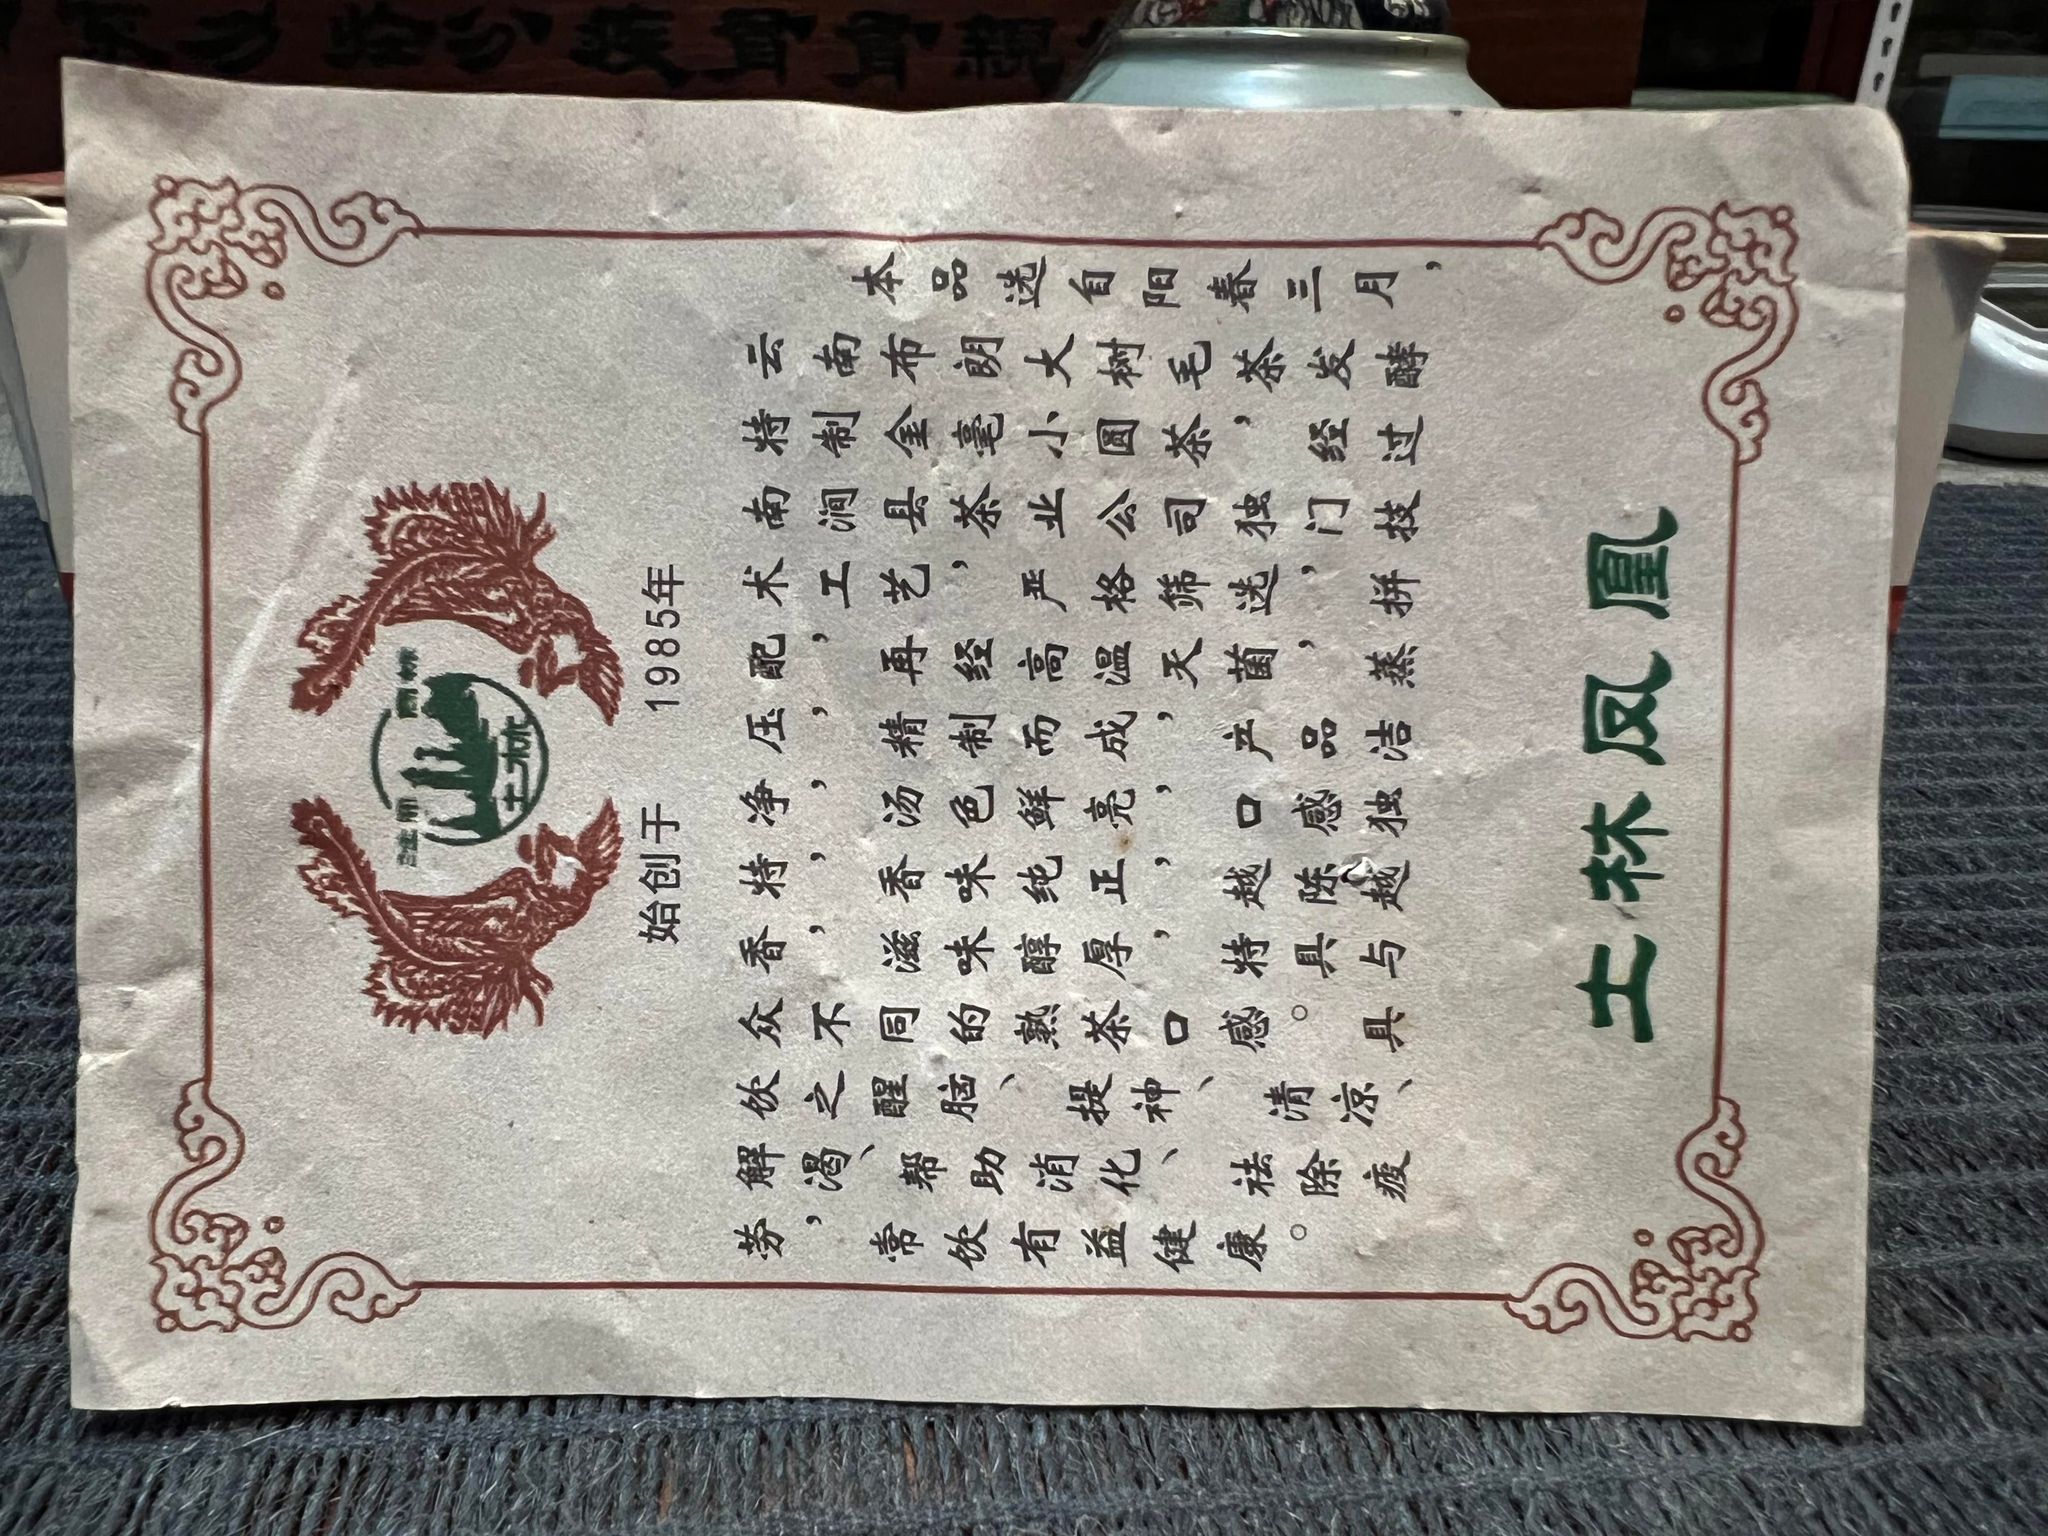 注册 商标
土林
始创于 1985年
本品选自阳春三月，
云南布朗大树毛茶发酵
特制金毫小圆茶，经过
南涧县茶业公司独门技
术工艺，严格筛选拼
配，再经高温灭菌，蒸
压，精制而成，产品洁
净，汤色鲜亮，口感独
特，香味纯正，越陈越
香，滋味醇厚，特具与
众不同的熟茶口感。具
饮之醒脑、提神、清凉、
解渴、帮助消化、祛除疲
劳，常饮有益健康。
土林凤凰